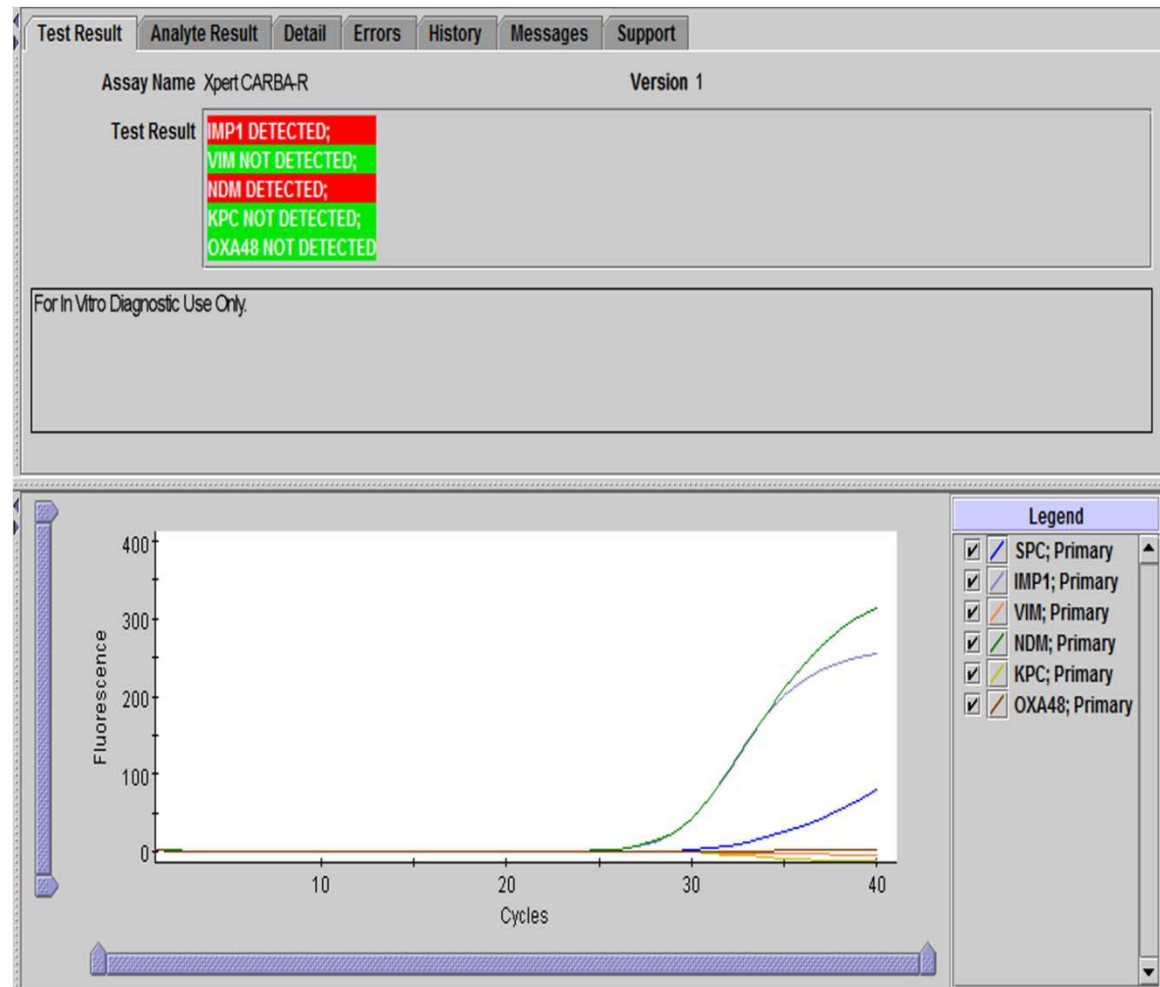 Test Result Analyte Result Detail Errors History Messages Support
Assay Name Xpert CARBA-R Version 1
Test Result
IMP1 DETECTED;
VIM NOT DETECTED;
NDM DETECTED;
KPC NOT DETECTED;
OXA48 NOT DETECTED
For In Vitro Diagnostic Use Only.
400
300
200
100
0
Fluorescence
10 20 30 40
Cycles
Legend
SPC; Primary
IMP1; Primary
VIM; Primary
NDM; Primary
KPC; Primary
OXA48; Primary